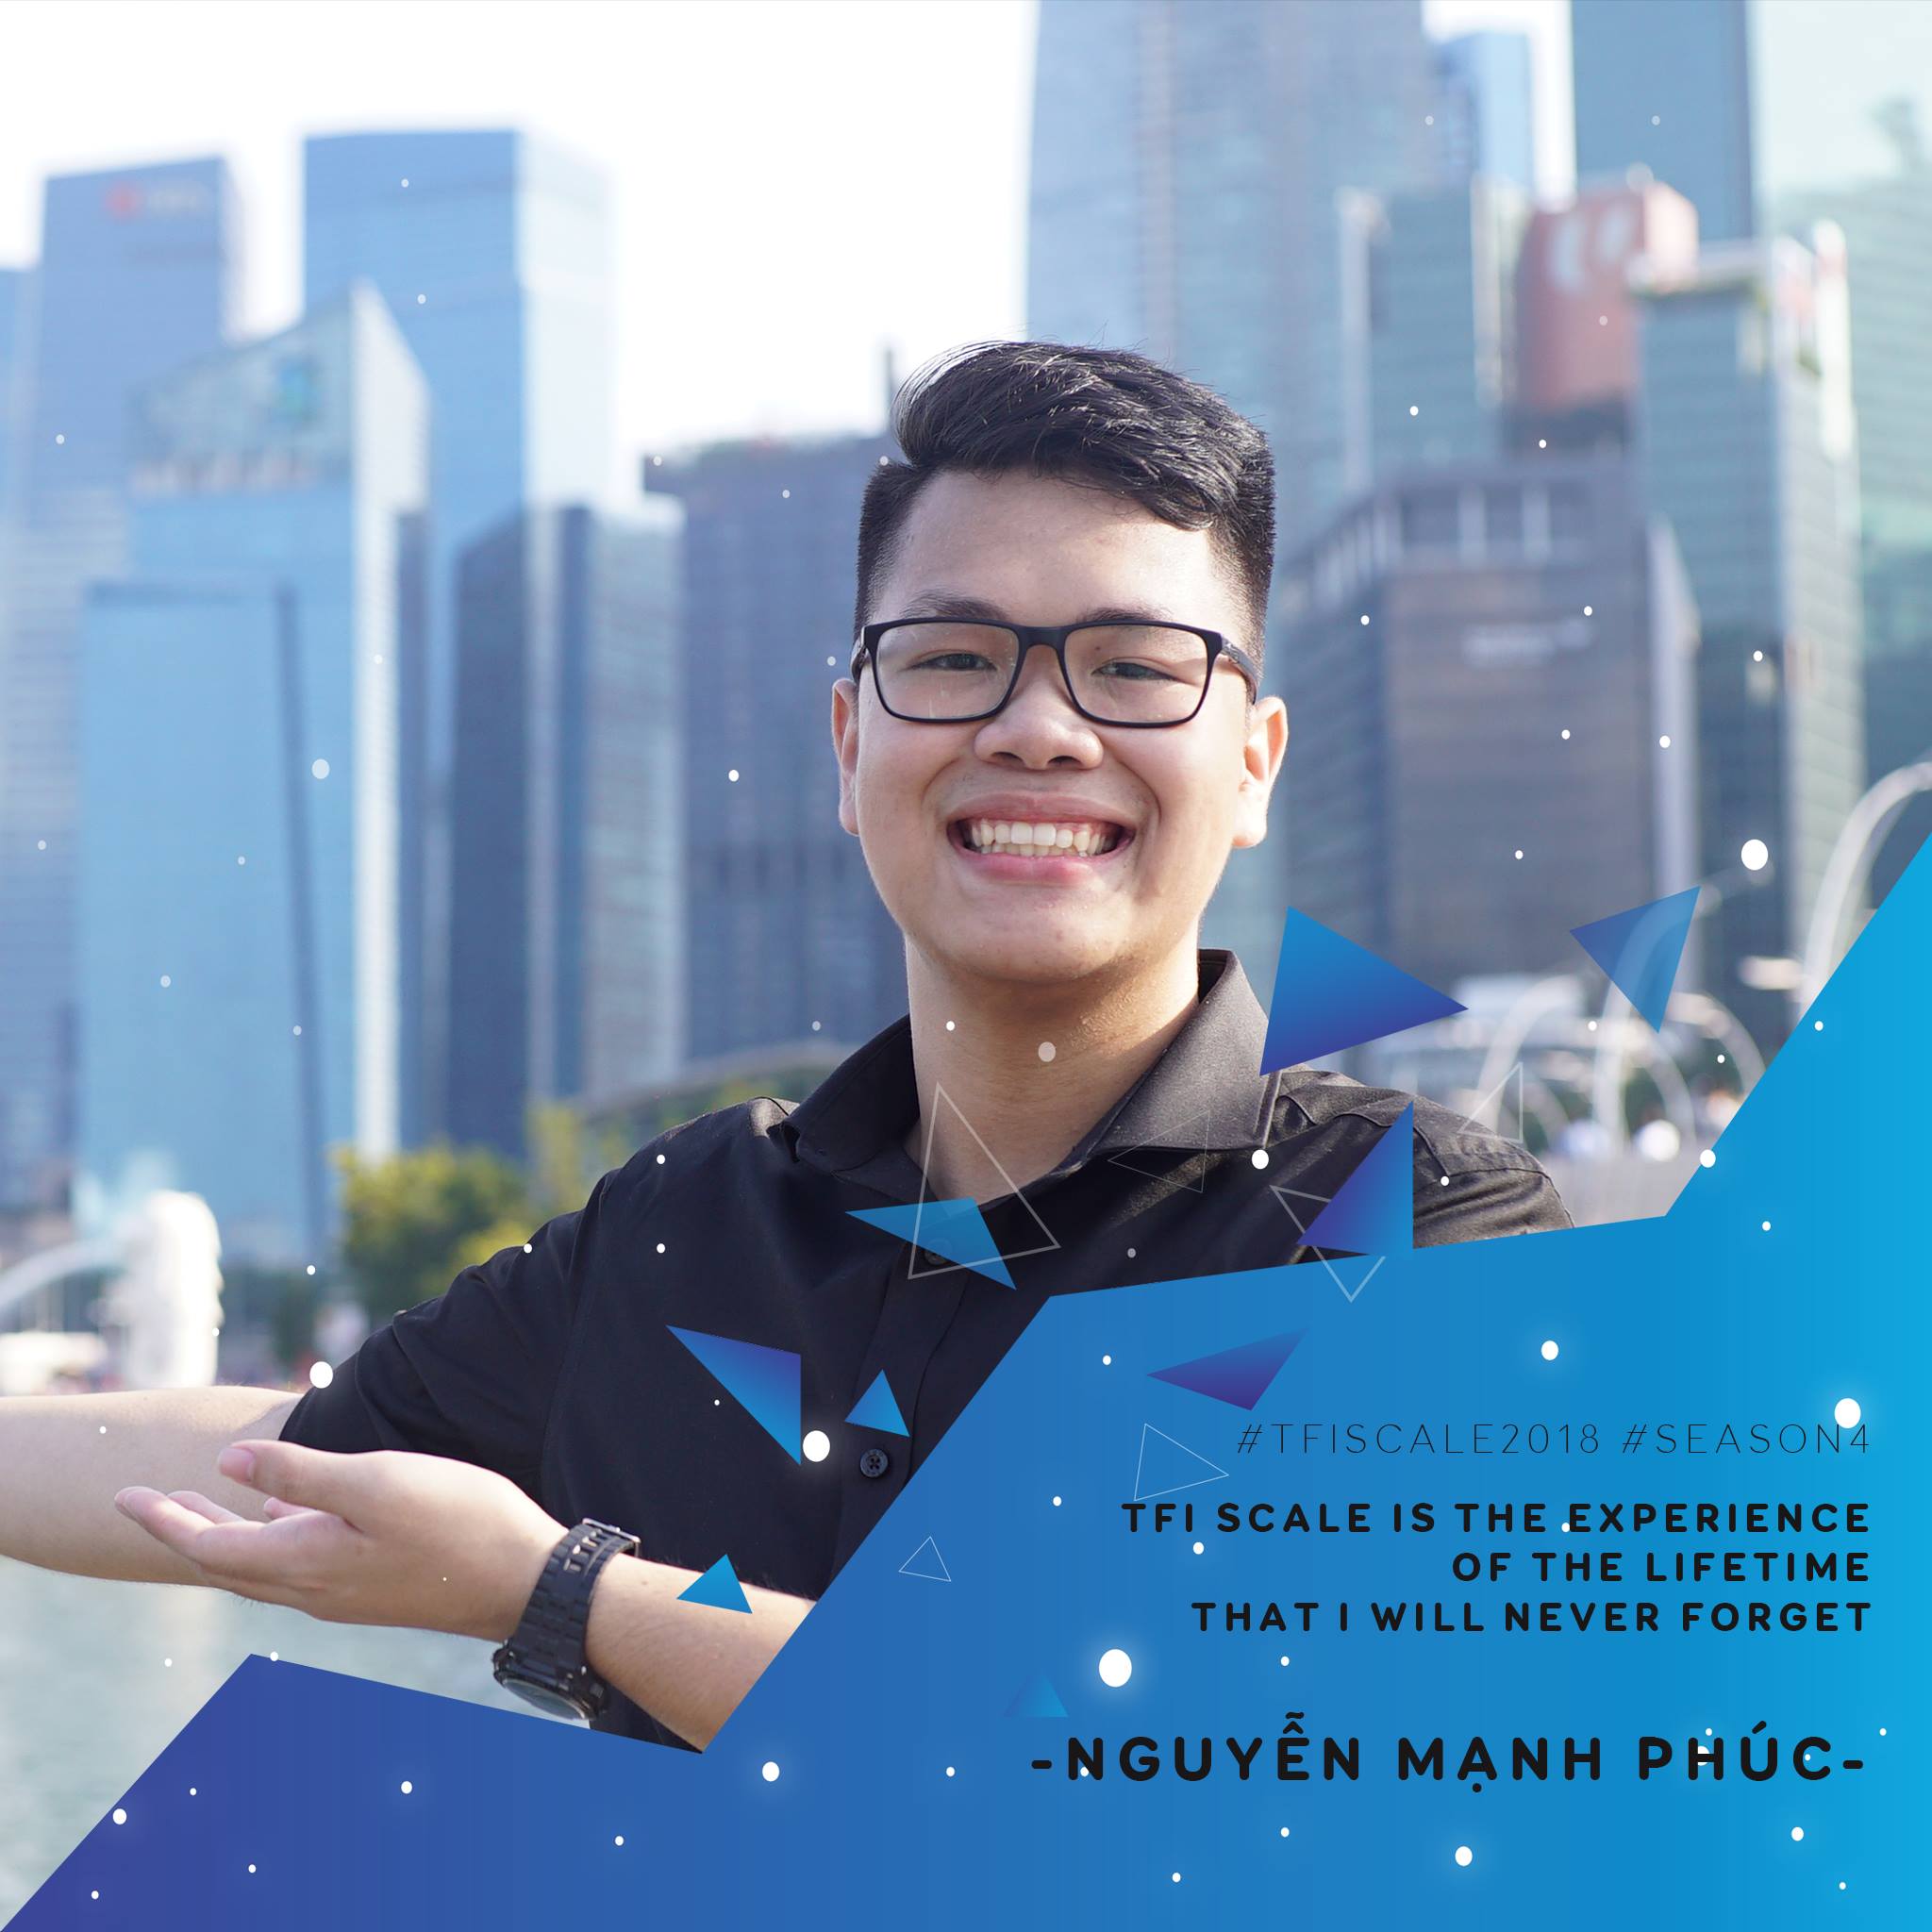 #TFISCALE2018 #SEASON4
TFI SCALE IS THE EXPERIENCE
OF THE LIFETIME
THAT I WILL NEVER FORGET
-NGUYỄN MẠNH PHÚC-